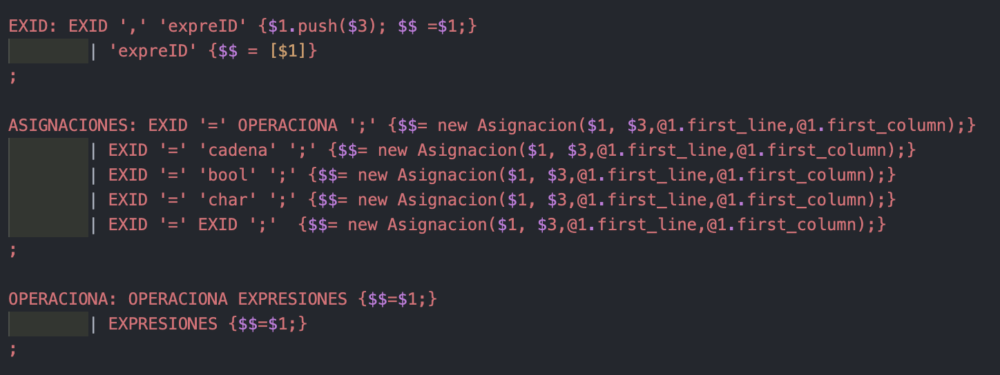 EXID: EXID ',' 'expreID' {$1.push($3); $$ =$1;}
| 'expreID' {$$ = [$1]}
;
ASIGNACIONES: EXID '=' OPERACIONA ';' {$$= new Asignacion($1, $3,@1.first_line,@1.first_column);}
| EXID '=' 'cadena' ';' {$$= new Asignacion($1, $3,@1.first_line,@1.first_column);}
| EXID '=' 'bool' ';' {$$= new Asignacion($1, $3,@1.first_line,@1.first_column);}
| EXID '=' 'char' ';' {$$= new Asignacion($1, $3,@1.first_line,@1.first_column);}
| EXID '=' EXID ';'  {$$= new Asignacion($1, $3,@1.first_line,@1.first_column);}
;
OPERACIONA: OPERACIONA EXPRESIONES {$$=$1;}
| EXPRESIONES {$$=$1;}
;